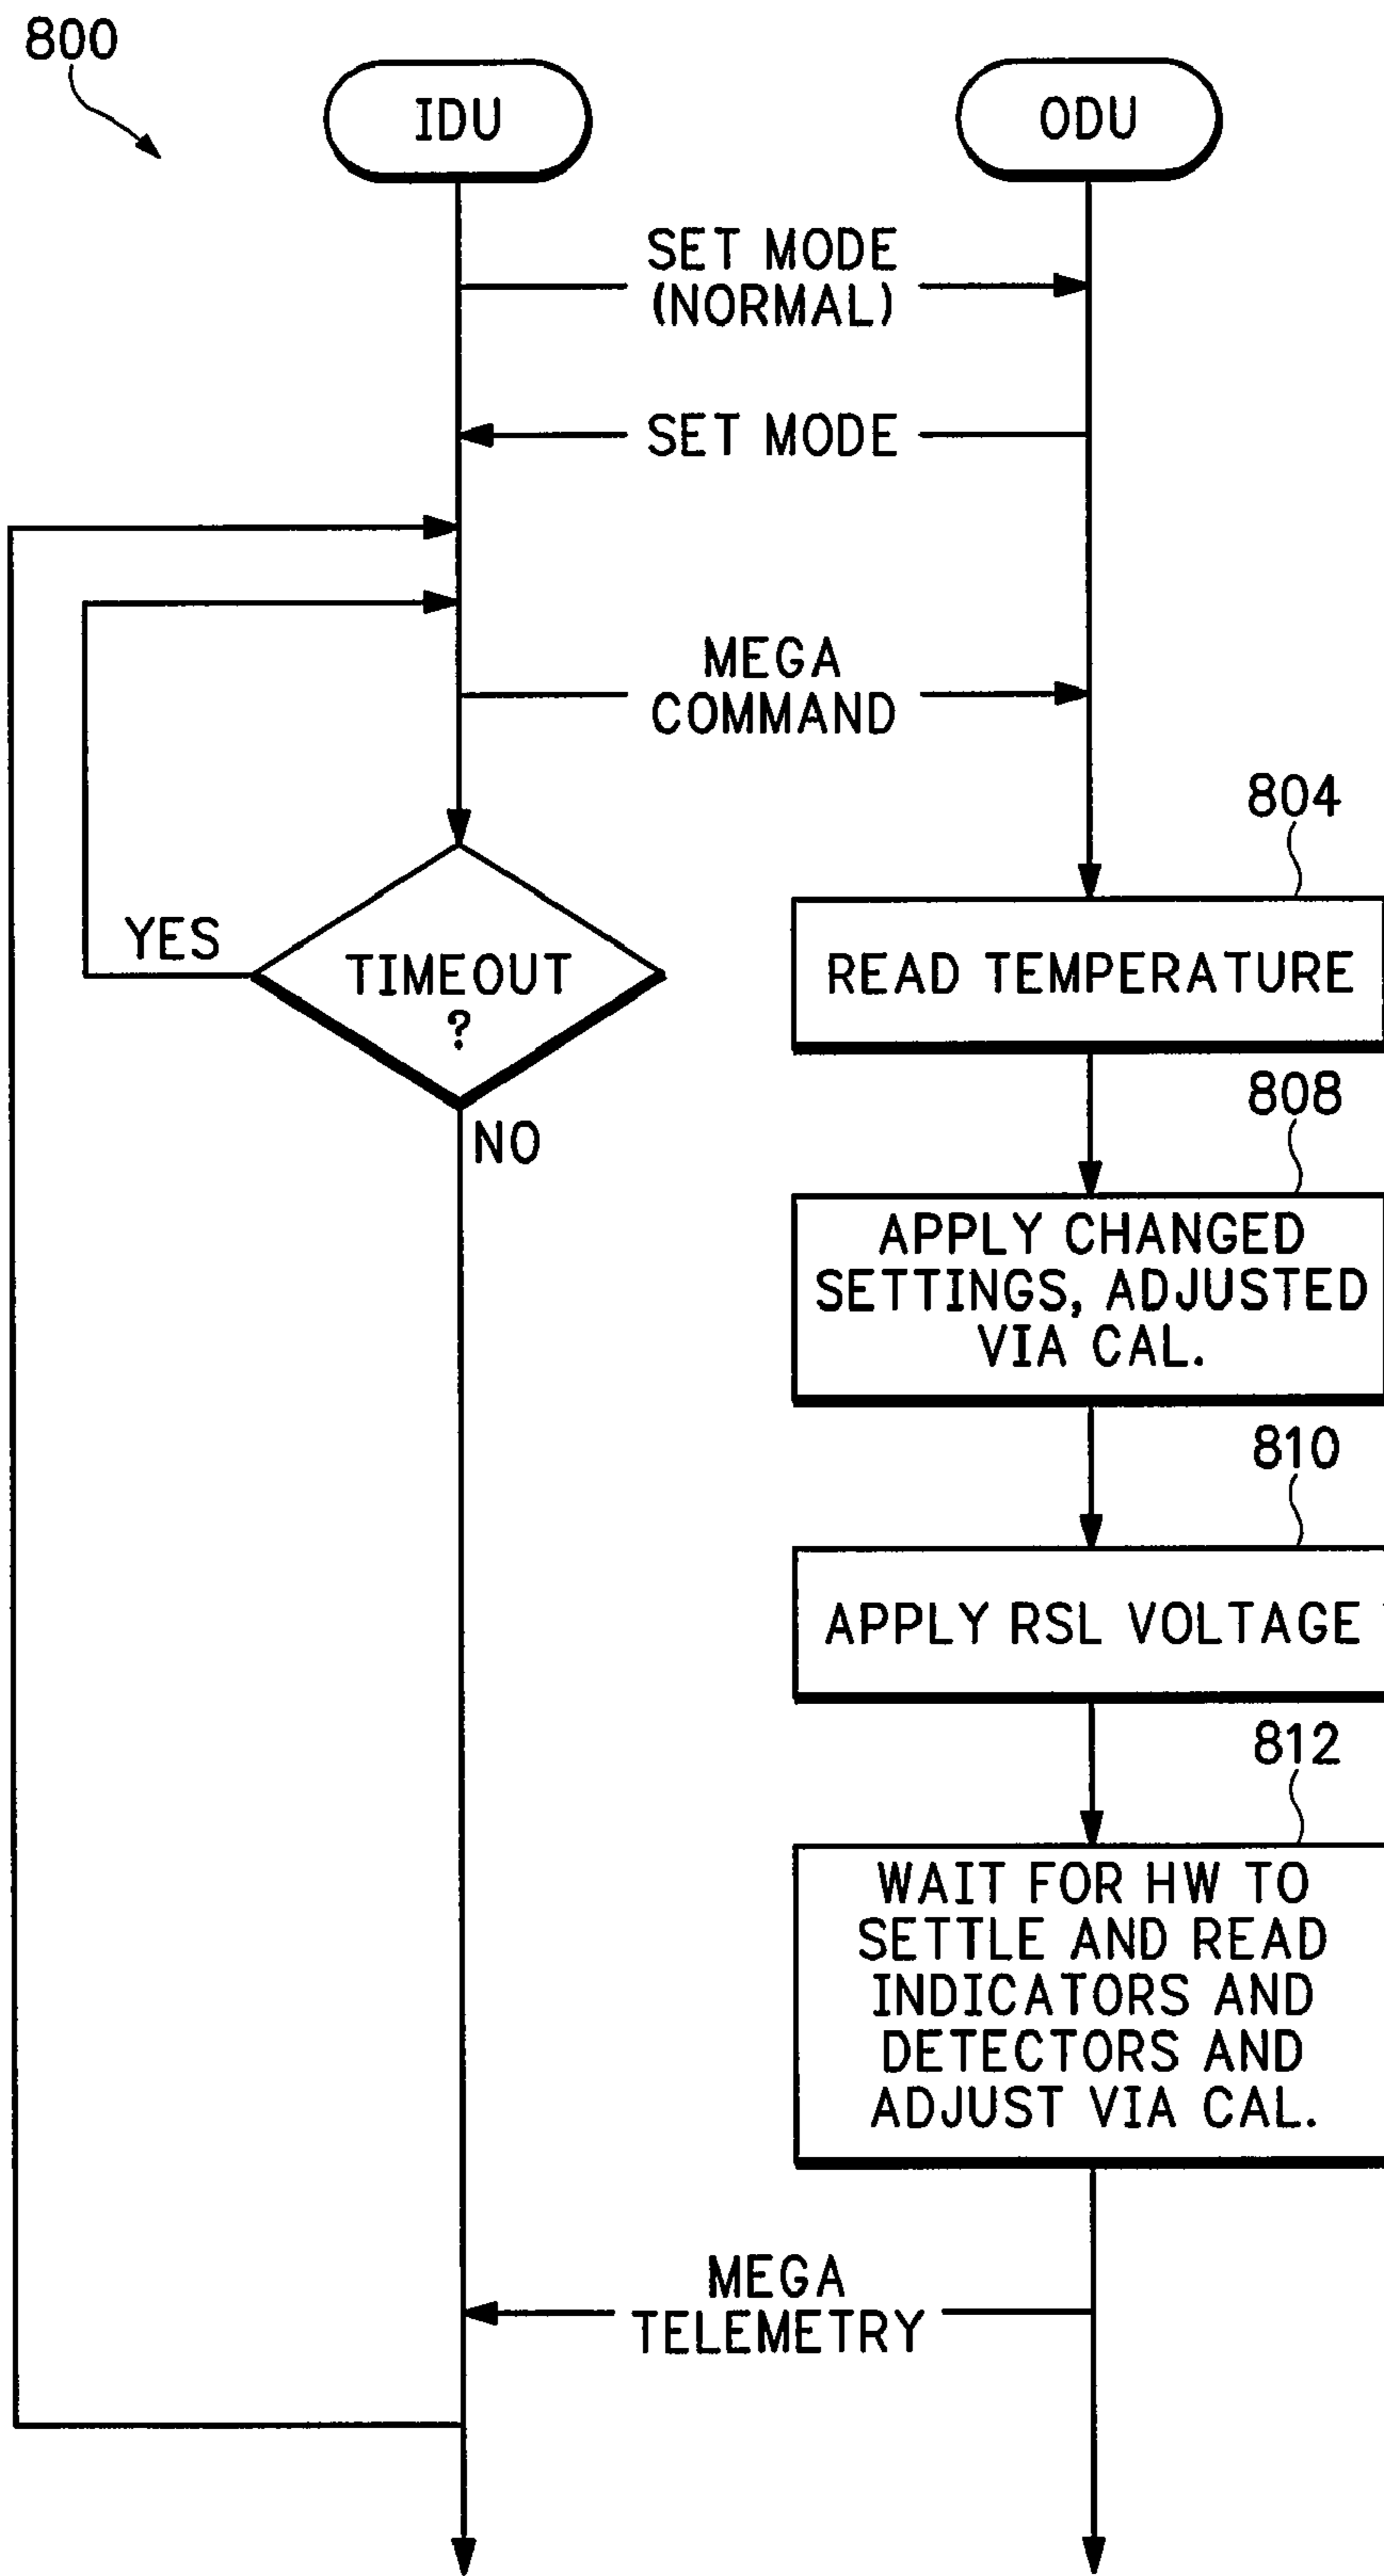 800
IDU
ODU
SET MODE
(NORMAL)
SET MODE
MEGA
COMMAND
804
YES
TIMEOUT
?
READ TEMPERATURE
808
NO
APPLY CHANGED
SETTINGS, ADJUSTED
VIA CAL.
810
APPLY RSL VOLTAGE
812
WAIT FOR HW TO
SETTLE AND READ
INDICATORS AND
DETECTORS AND
ADJUST VIA CAL.
MEGA
TELEMETRY